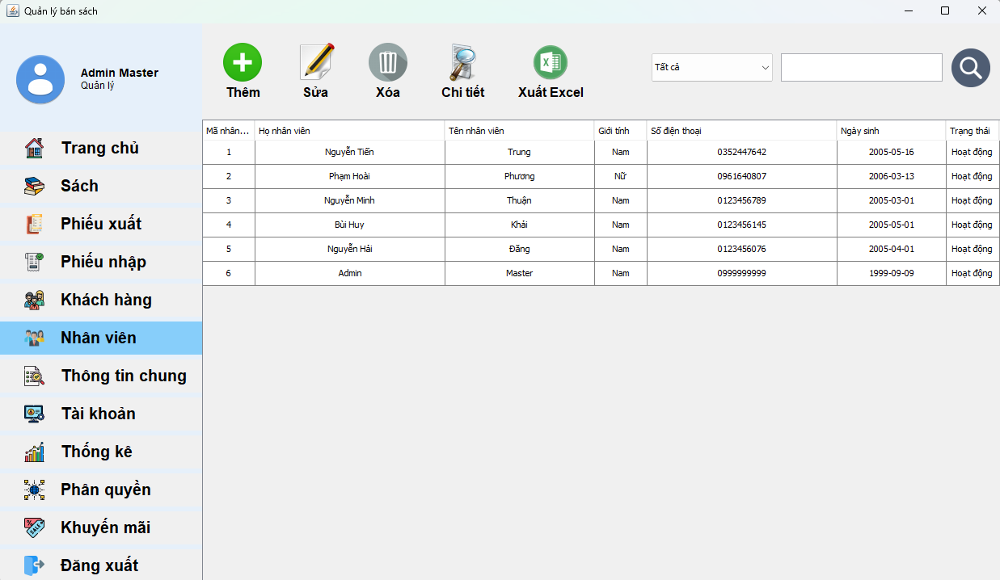 Quản lý bán sách
Admin Master
Quản lý
Thêm
Sửa
Xóa
Chi tiết
Xuất Excel
Tất cả
Trang chủ
Sách
Phiếu xuất
Phiếu nhập
Khách hàng
Nhân viên
Thông tin chung
Tài khoản
Thống kê
Phân quyền
Khuyến mãi
Đăng xuất
Mã nhân... Họ nhân viên Tên nhân viên Giới tính Số điện thoại Ngày sinh Trạng thái
1 Nguyễn Tiến Trung Nam 0352447642 2005-05-16 Hoạt động
2 Phạm Hoài Phương Nữ 0961640807 2006-03-13 Hoạt động
3 Nguyễn Minh Thuận Nam 0123456789 2005-03-01 Hoạt động
4 Bùi Huy Khải Nam 0123456145 2005-05-01 Hoạt động
5 Nguyễn Hải Đăng Nam 0123456076 2005-04-01 Hoạt động
6 Admin Master Nam 0999999999 1999-09-09 Hoạt động